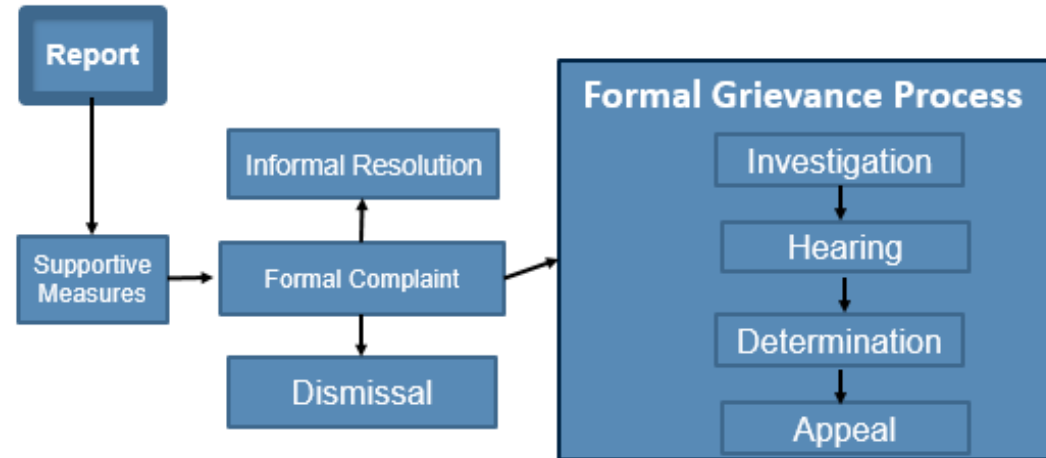 Report
Supportive
Measures
Informal Resolution
Formal Complaint
Dismissal
Formal Grievance Process
Investigation
Hearing
Determination
Appeal